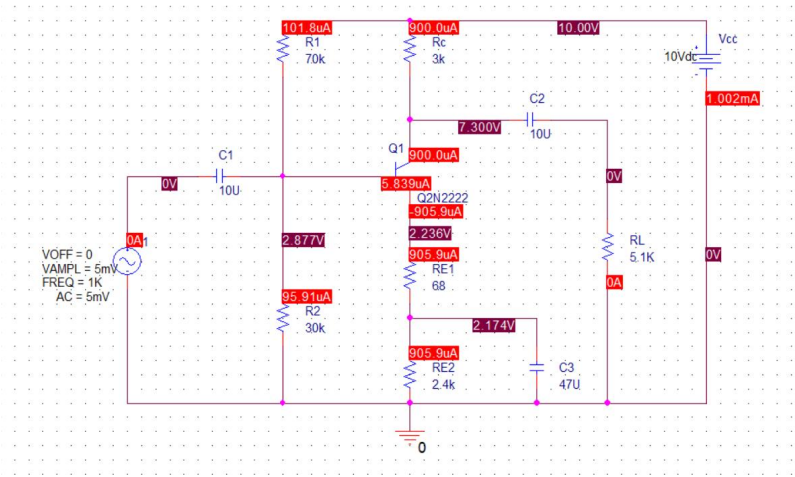 101.8uA
R1
70k
900.0uA
Rc
3k
10.00V
Vcc
10Vdc
1.002mA
C2
10U
7.300V
Q1
900.0uA
C1
10U
0V
5.839uA
Q2N2222
-905.9uA
0V
0A
1
2.877V
2.236V
RL
5.1K
0V
VOFF = 0
VAMPL = 5mV
FREQ = 1K
AC = 5mV
905.9uA
RE1
68
0A
95.91uA
R2
30k
2.174V
905.9uA
RE2
2.4k
C3
47U
0